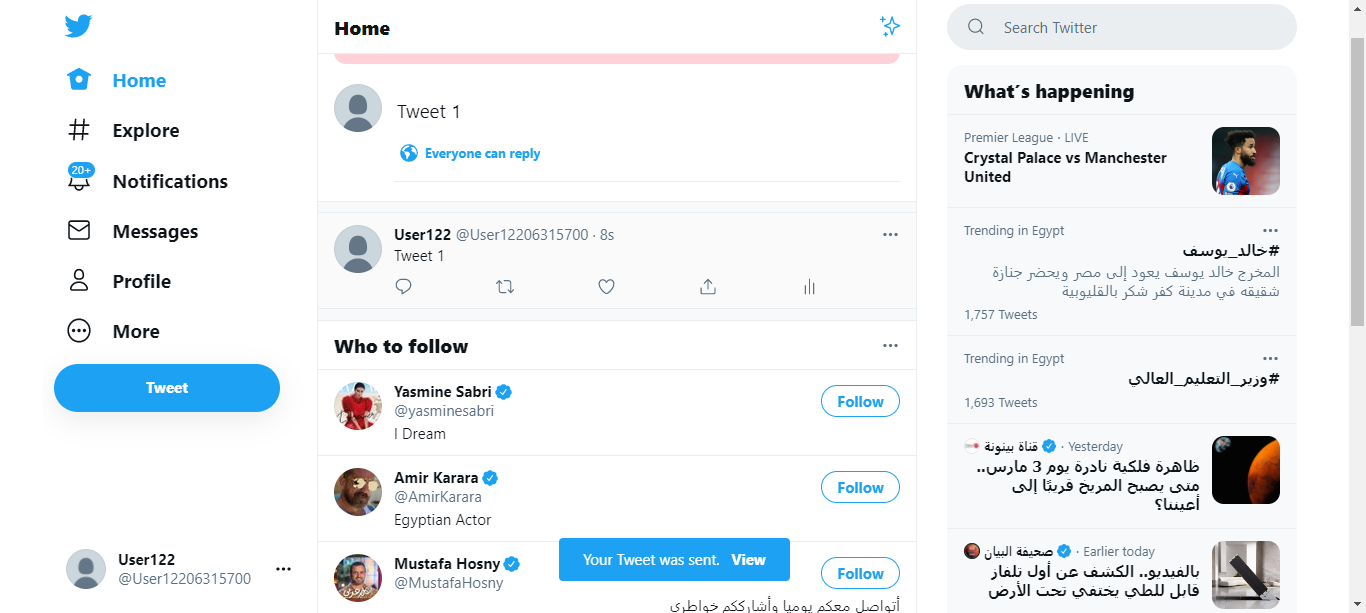 Home
Explore
20+
Notifications
Messages
Profile
More
Tweet
User122
@User12206315700
Home
Tweet 1
Everyone can reply
User122 @User12206315700 · 8s
Tweet 1
Who to follow
Yasmine Sabri
@yasminesabri
I Dream
Follow
Amir Karara
@AmirKarara
Egyptian Actor
Follow
Mustafa Hosny
@MustafaHosny
أتواصل معكم يوميا وأشارككم خواطري
Follow
Your Tweet was sent. View
Search Twitter
What's happening
Premier League · LIVE
Crystal Palace vs Manchester
United
Trending in Egypt
#خالد_يوسف
المخرج خالد يوسف يعود إلى مصر ويحضر جنازة
شقيقه في مدينة كفر شكر بالقليوبية
1,757 Tweets
Trending in Egypt
#وزير_التعليم_العالي
1,693 Tweets
قناة بينونة · Yesterday
ظاهرة فلكية نادرة يوم 3 مارس..
متى يصبح المريخ قريبًا إلى
أعيننا؟
صحيفة البيان · Earlier today
بالفيديو.. الكشف عن أول تلفاز
قابل للطي يختفي تحت الأرض